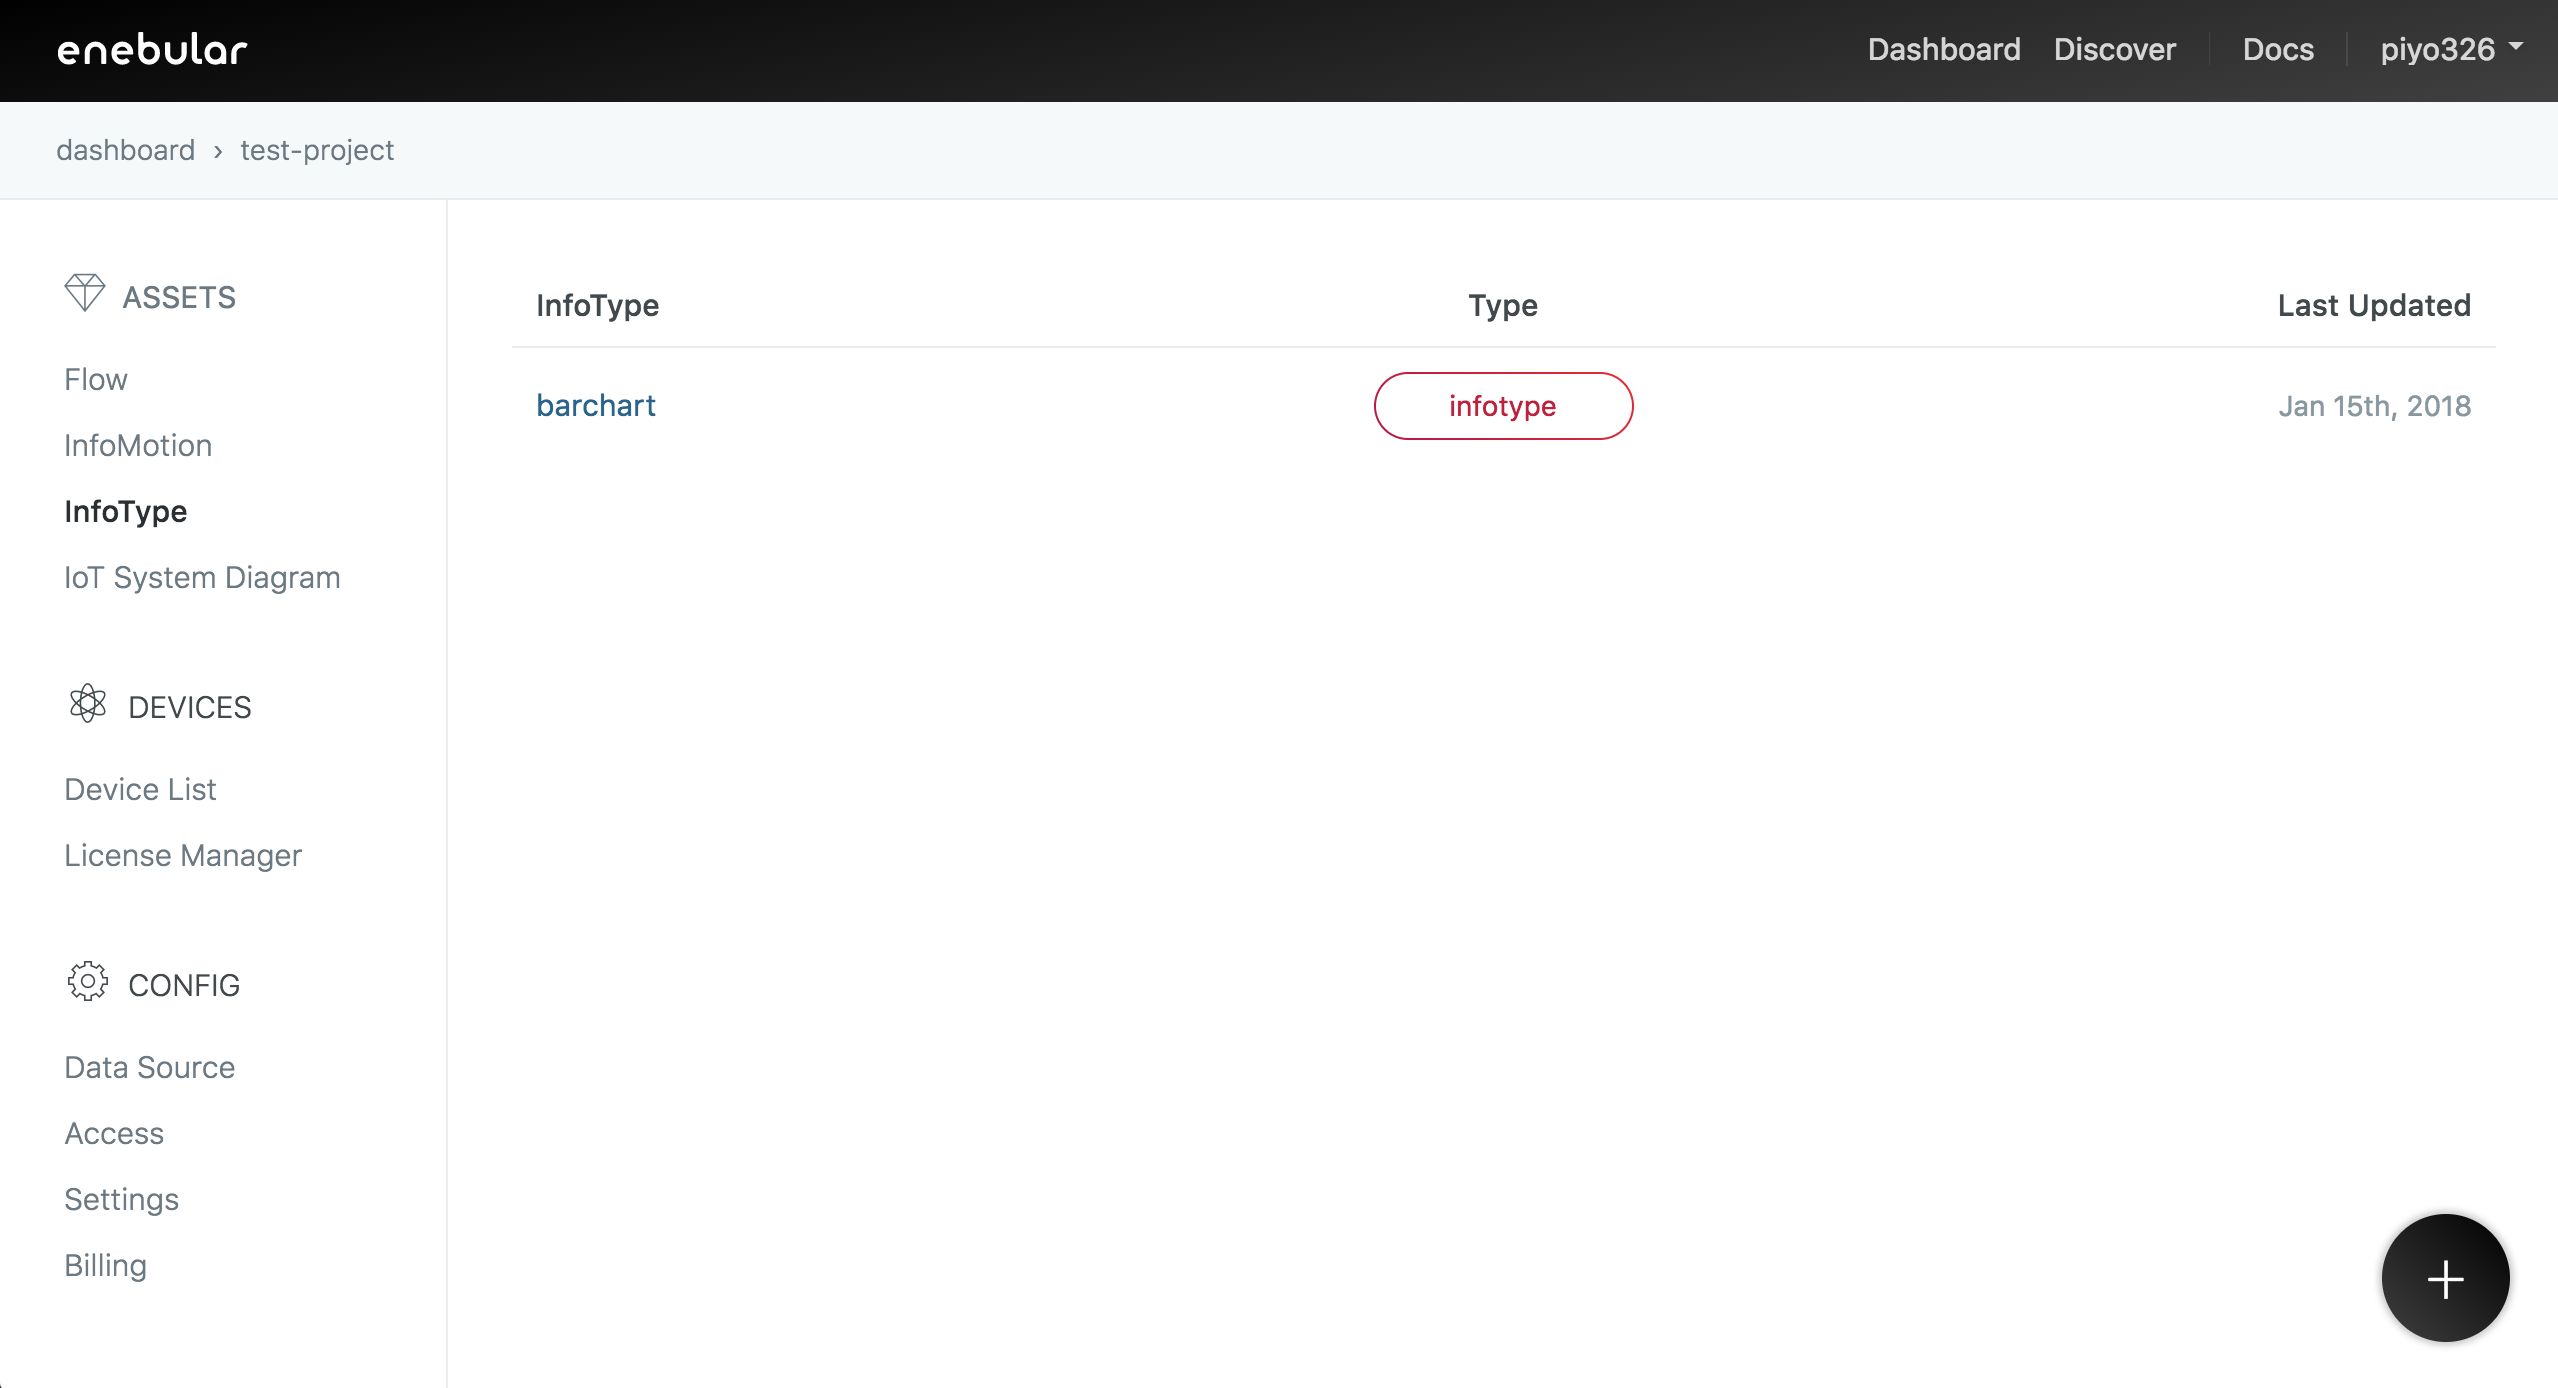 enebular
Dashboard Discover Docs piyo326
dashboard › test-project
ASSETS
Flow
InfoMotion
InfoType
IoT System Diagram
DEVICES
Device List
License Manager
CONFIG
Data Source
Access
Settings
Billing
InfoType Type Last Updated
barchart infotype Jan 15th, 2018